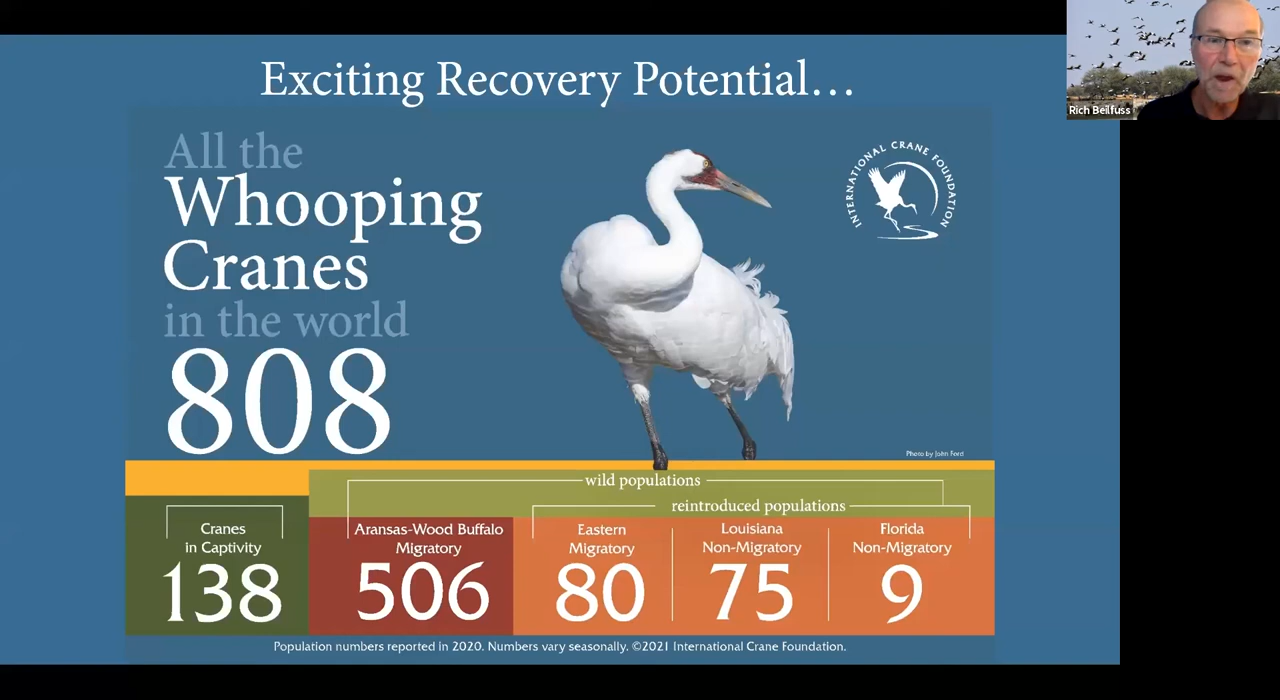 Exciting Recovery Potential…
Rich Beilfuss
All the
Whooping
Cranes
in the world
808
INTERNATIONAL CRANE FOUNDATION
Photo by John Ford
wild populations
reintroduced populations
Cranes
in Captivity
138
Aransas-Wood Buffalo
Migratory
506
Eastern
Migratory
80
Louisiana
Non-Migratory
75
Florida
Non-Migratory
9
Population numbers reported in 2020. Numbers vary seasonally. ©2021 International Crane Foundation.